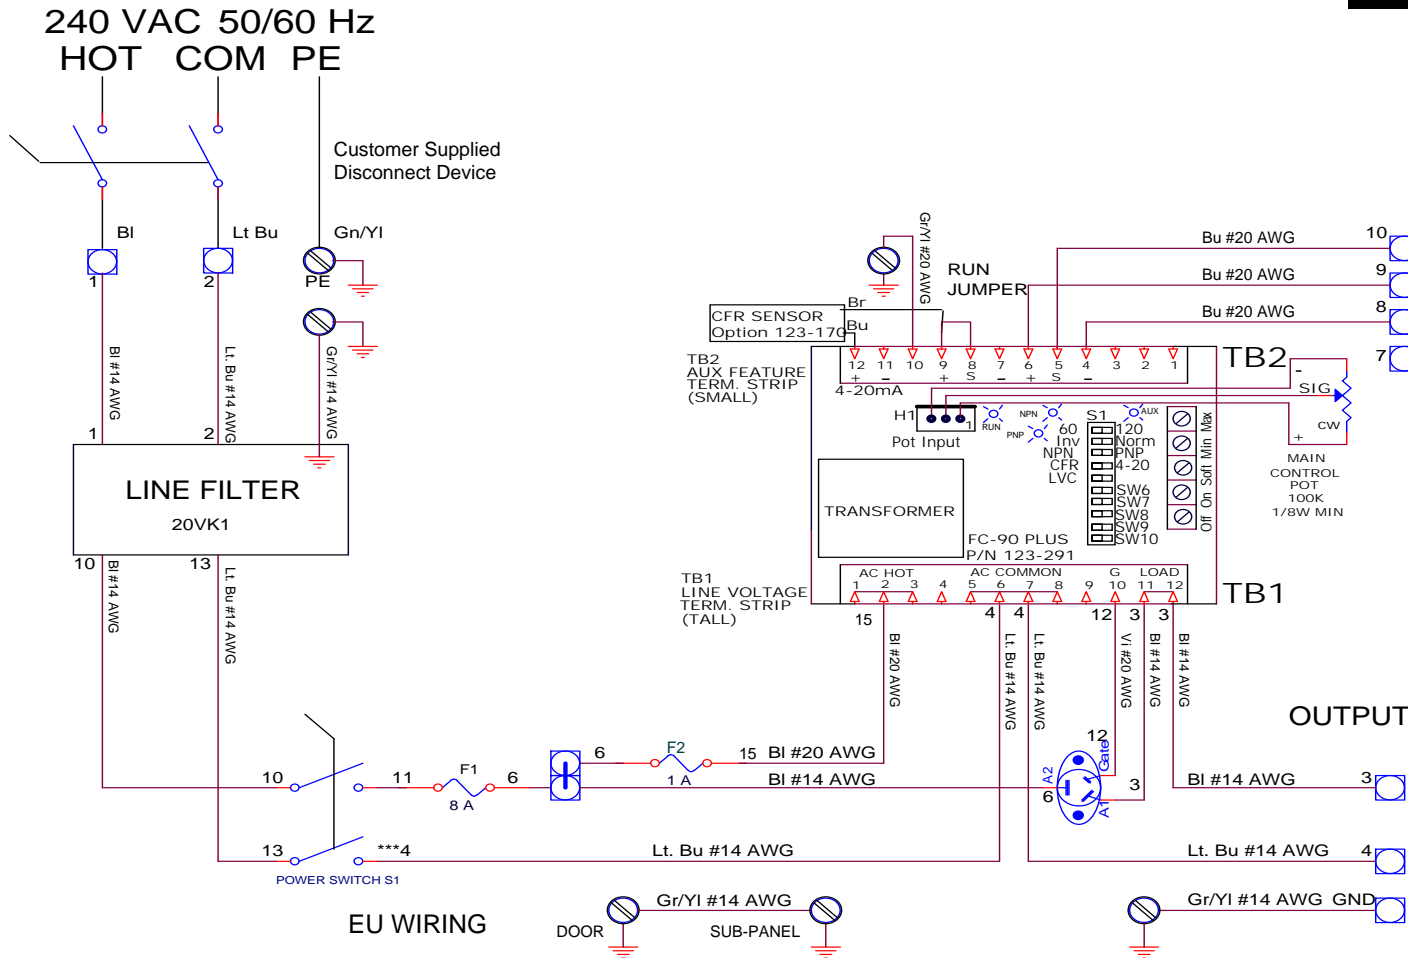 240 VAC 50/60 Hz
HOT COM PE
Customer Supplied
Disconnect Device
Bl
Lt Bu
Gn/Yl
1
2
PE
Bl #14 AWG
Lt. Bu #14 AWG
Gr/Yl #14 AWG
1
2
LINE FILTER
20VK1
10
13
Bl #14 AWG
Lt. Bu #14 AWG
Gr/Yl #20 AWG
RUN
JUMPER
Bu #20 AWG
10
Bu #20 AWG
9
Bu #20 AWG
8
7
CFR SENSOR
Option 123-170
Br
Bu
TB2
AUX FEATURE
TERM. STRIP
(SMALL)
12 11 10 9 8 7 6 5 4 3 2 1
+ – + S – + S –
4-20mA
TB2
H1
1
Pot Input
RUN
NPN
PNP
AUX
S1
60 120
Inv Norm
NPN PNP
CFR 4-20
LVC
SW6
SW7
SW8
SW9
SW10
Off On Soft Min Max
-
SIG
CW
+
MAIN
CONTROL
POT
100K
1/8W MIN
TRANSFORMER
FC-90 PLUS
P/N 123-291
TB1
LINE VOLTAGE
TERM. STRIP
(TALL)
AC HOT AC COMMON G LOAD
1 2 3 4 5 6 7 8 9 10 11 12
TB1
15
4 4 12 3 3
Bl #20 AWG
Lt. Bu #14 AWG
Lt. Bu #14 AWG
Vi #20 AWG
Bl #14 AWG
Bl #14 AWG
OUTPUT
6
F2
1 A
15 Bl #20 AWG
10
11
F1
8 A
6
Bl #14 AWG
A2
6
12
Gate
3
A1
Bl #14 AWG
3
13
***4
Lt. Bu #14 AWG
Lt. Bu #14 AWG
4
POWER SWITCH S1
EU WIRING
DOOR
Gr/Yl #14 AWG
SUB-PANEL
Gr/Yl #14 AWG GND